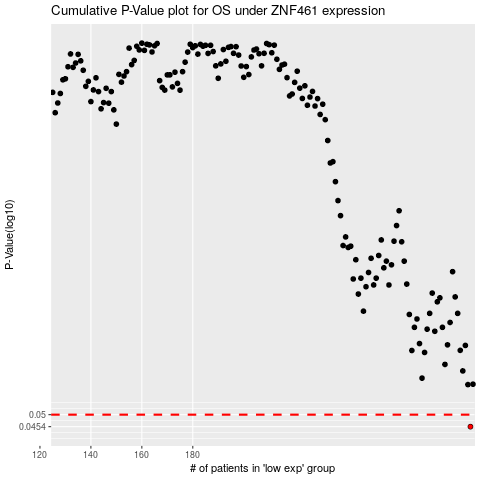 Cumulative P-Value plot for OS under ZNF461 expression
P-Value(log10)
0.05
0.0454
120 140 160 180
# of patients in 'low exp' group